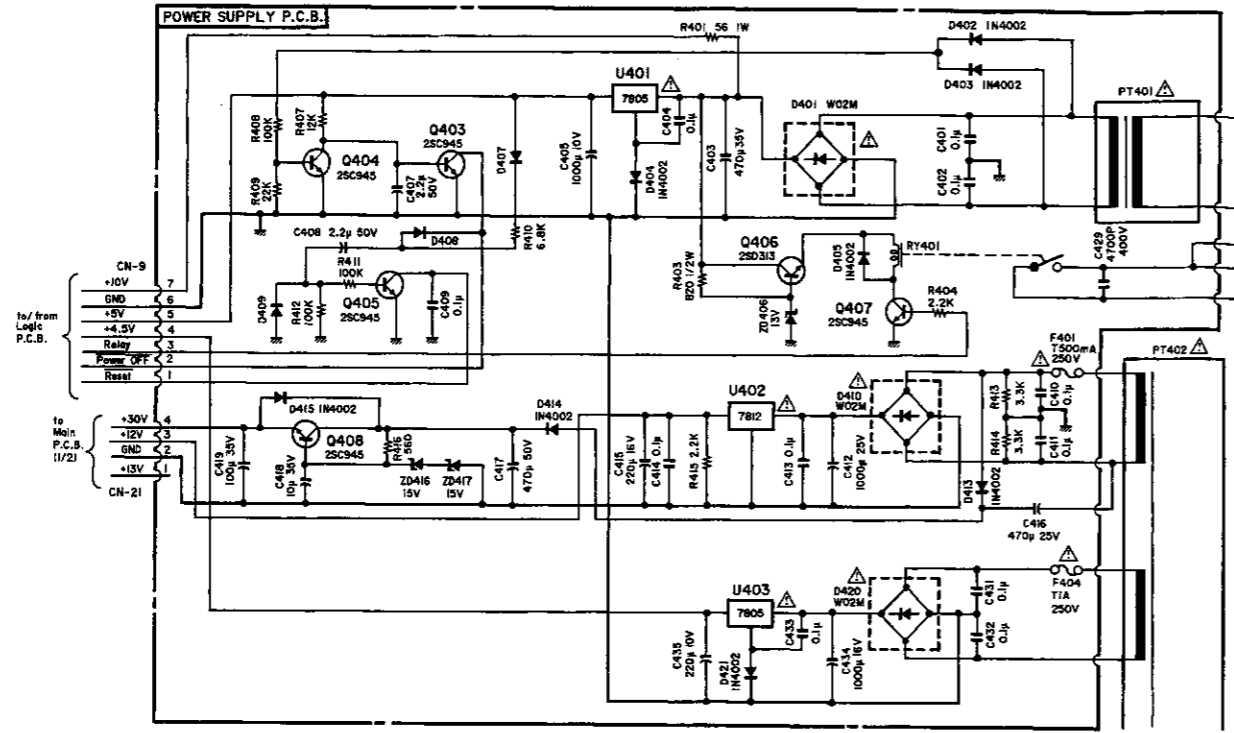 POWER SUPPLY P.C.B.
R401 56 1W
D402 1N4002
D403 1N4002
PT401
U401
7805
D401 W02M
R408
100K
R407
12K
Q403
2SC945
Q404
2SC945
R409
22K
C407
2.2μ
50V
D407
C405
1000μ 10V
C404
0.1μ
D404
1N4002
C403
470μ35V
C401
0.1μ
C402
0.1μ
C429
4700P
400V
C408 2.2μ 50V
D408
R410
6.8K
R411
100K
Q405
2SC945
D409
R412
100K
C409
0.1μ
Q406
2SD313
R403
820 1/2W
ZD406
13V
D405
1N4002
RY401
Q407
2SC945
R404
2.2K
CN-9
to/from
Logic
P.C.B.
+10V 7
GND 6
+5V 5
+4.5V 4
Relay 3
Power OFF 2
Reset 1
F401
T500mA
250V
PT402
U402
7812
D410
W02M
R413
3.3K
C410
0.1μ
R414
3.3K
C411
0.1μ
D415 1N4002
D414
1N4002
Q408
2SC945
R416
560
ZD416
15V
ZD417
15V
C419
100μ 35V
C418
10μ 35V
C417
470μ 50V
C415
220μ 16V
C414 0.1μ
R415 2.2K
C413 0.1μ
C412
1000μ 25V
D413
1N4002
C416
470μ 25V
to
Main
P.C.B.
(1/2)
+30V 4
+12V 3
GND 2
+13V 1
CN-21
U403
7805
D420
W02M
F404
T1A
250V
C431
0.1μ
C432
0.1μ
C435
220μ 10V
D421
1N4002
C433
0.1μ
C434
1000μ 16V